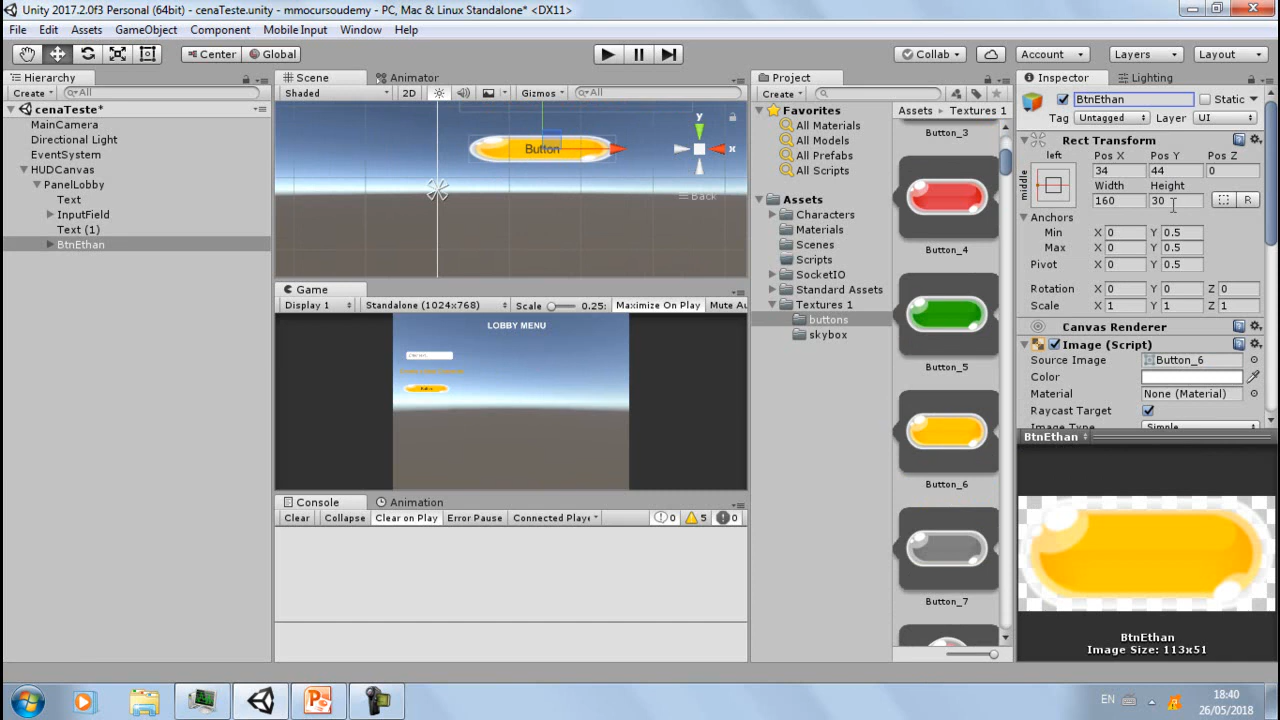 Unity 2017.2.0f3 Personal (64bit) - cenaTeste.unity - mmocursoudemy - PC, Mac & Linux Standalone* <DX11>
File Edit Assets GameObject Component Mobile Input Window Help
Center Global Collab Account Layers Layout
Hierarchy
Create All
cenaTeste*
MainCamera
Directional Light
EventSystem
HUDCanvas
PanelLobby
Text
InputField
Text (1)
BtnEthan
Scene Animator
Shaded 2D Gizmos All
Button
y
x
Back
Game
Display 1 Standalone (1024x768) Scale 0.25: Maximize On Play Mute Au
LOBBY MENU
Console Animation
Clear Collapse Clear on Play Error Pause Connected Playe 0 5 0
Project
Create
Favorites
All Materials
All Models
All Prefabs
All Scripts
Assets
Characters
Materials
Scenes
Scripts
SocketIO
Standard Assets
Textures 1
buttons
skybox
Assets Textures 1
Button_3
Button_4
Button_5
Button_6
Button_7
Inspector Lighting
BtnEthan Static
Tag Untagged Layer UI
Rect Transform
left Pos X Pos Y Pos Z
middle 34 44 0
Width Height
160 30 R
Anchors
Min X 0 Y 0.5
Max X 0 Y 0.5
Pivot X 0 Y 0.5
Rotation X 0 Y 0 Z 0
Scale X 1 Y 1 Z 1
Canvas Renderer
Image (Script)
Source Image Button_6
Color
Material None (Material)
Raycast Target
Image Type Simple
BtnEthan
BtnEthan
Image Size: 113x51
EN 18:40
26/05/2018